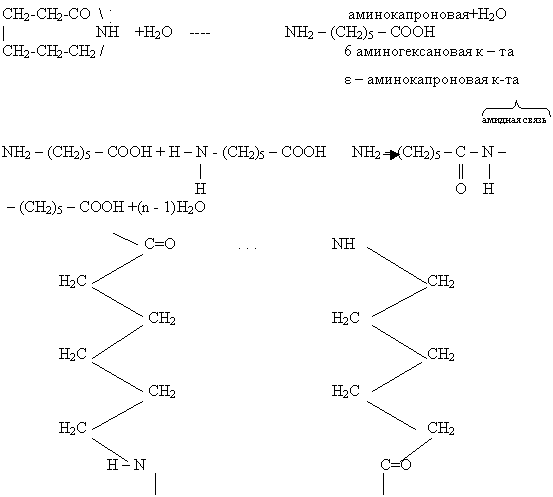 аминокапроновая+H₂O
CH₂-CH₂-CO \
| NH +H₂O ---- NH₂ – (CH₂)₅ – COOH
CH₂-CH₂-CH₂ / 6 аминогексановая к – та
ε – аминокапроновая к-та
амидная связь
NH₂ – (CH₂)₅ – COOH + H – N - (CH₂)₅ – COOH NH₂ – (CH₂)₅ – C – N –
H O H
– (CH₂)₅ – COOH +(n - 1)H₂O
C=O . . . NH
H₂C CH₂
CH₂ H₂C
H₂C CH₂
CH₂ H₂C
H₂C CH₂
H – N C=O